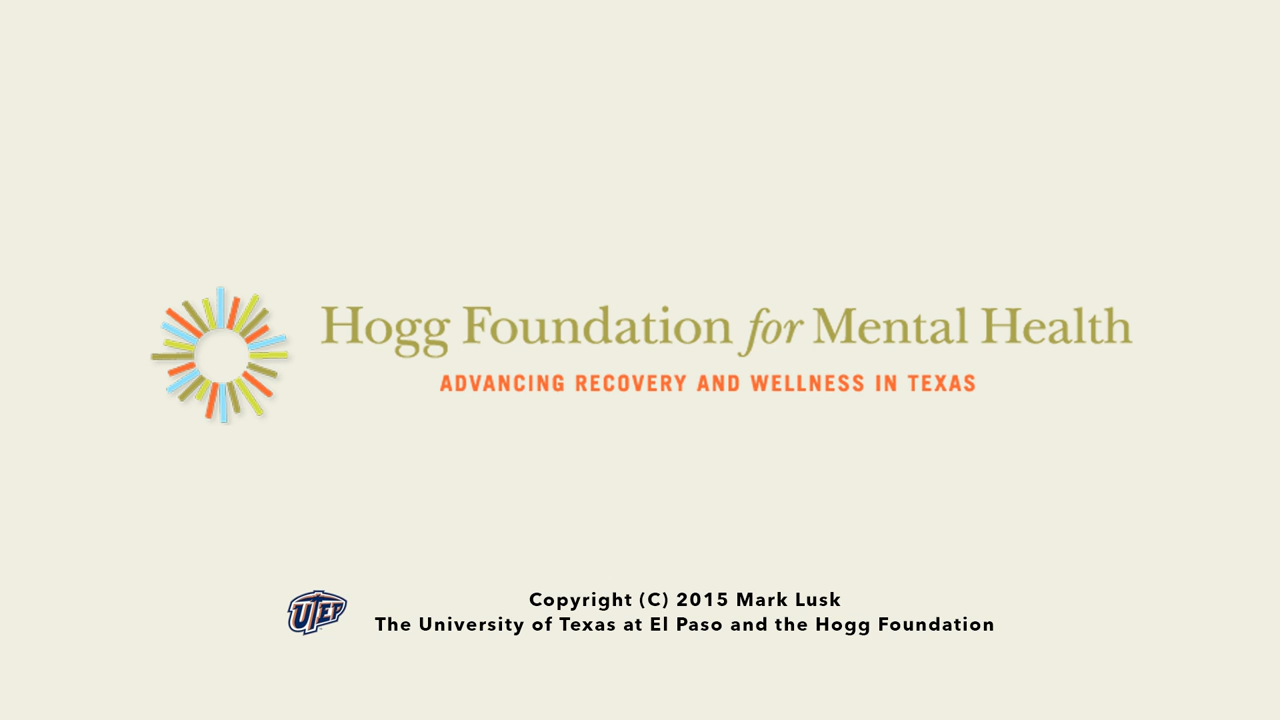 Hogg Foundation for Mental Health
ADVANCING RECOVERY AND WELLNESS IN TEXAS
UTEP
Copyright (C) 2015 Mark Lusk
The University of Texas at El Paso and the Hogg Foundation